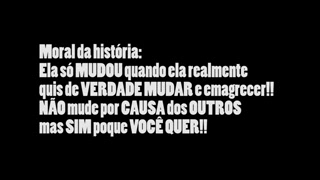 Moral da história:
Ela só MUDOU quando ela realmente
quis de VERDADE MUDAR e emagrecer!!
NÃO mude por CAUSA dos OUTROS
mas SIM poque VOCÊ QUER!!